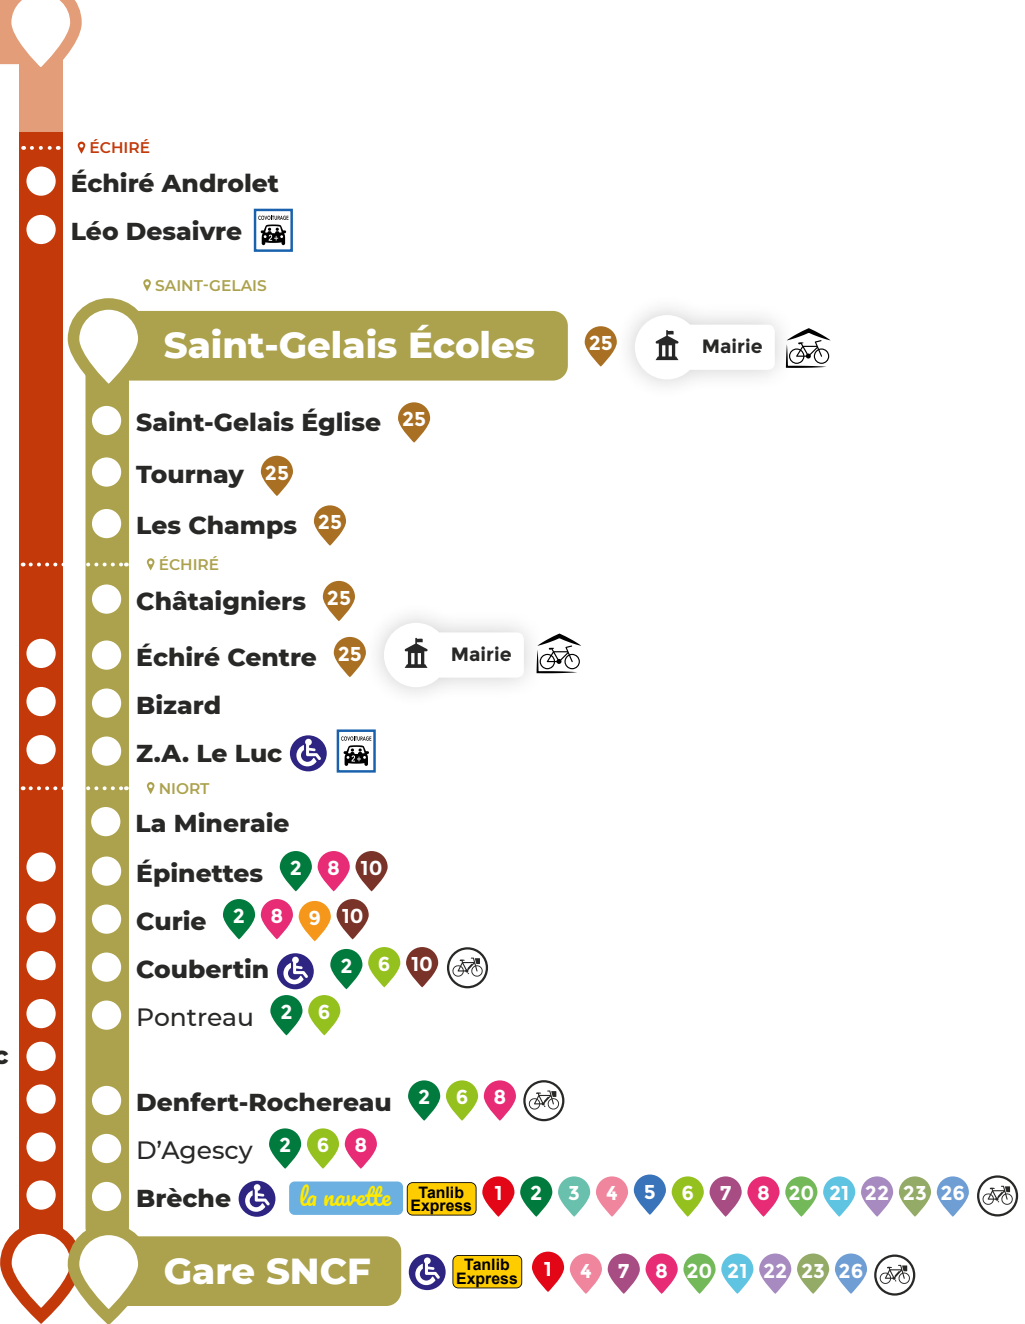 ÉCHIRÉ
Échiré Androlet
Léo Desaivre COVOITURAGE 2+
SAINT-GELAIS
Saint-Gelais Écoles 25 Mairie
Saint-Gelais Église 25
Tournay 25
Les Champs 25
ÉCHIRÉ
Châtaigniers 25
Échiré Centre 25 Mairie
Bizard
Z.A. Le Luc COVOITURAGE 2+
NIORT
La Mineraie
Épinettes 2 8 10
Curie 2 8 9 10
Coubertin 2 6 10
Pontreau 2 6
c
Denfert-Rochereau 2 6 8
D'Agescy 2 6 8
Brèche la navette Tanlib Express 1 2 3 4 5 6 7 8 20 21 22 23 26
Gare SNCF Tanlib Express 1 4 7 8 20 21 22 23 26